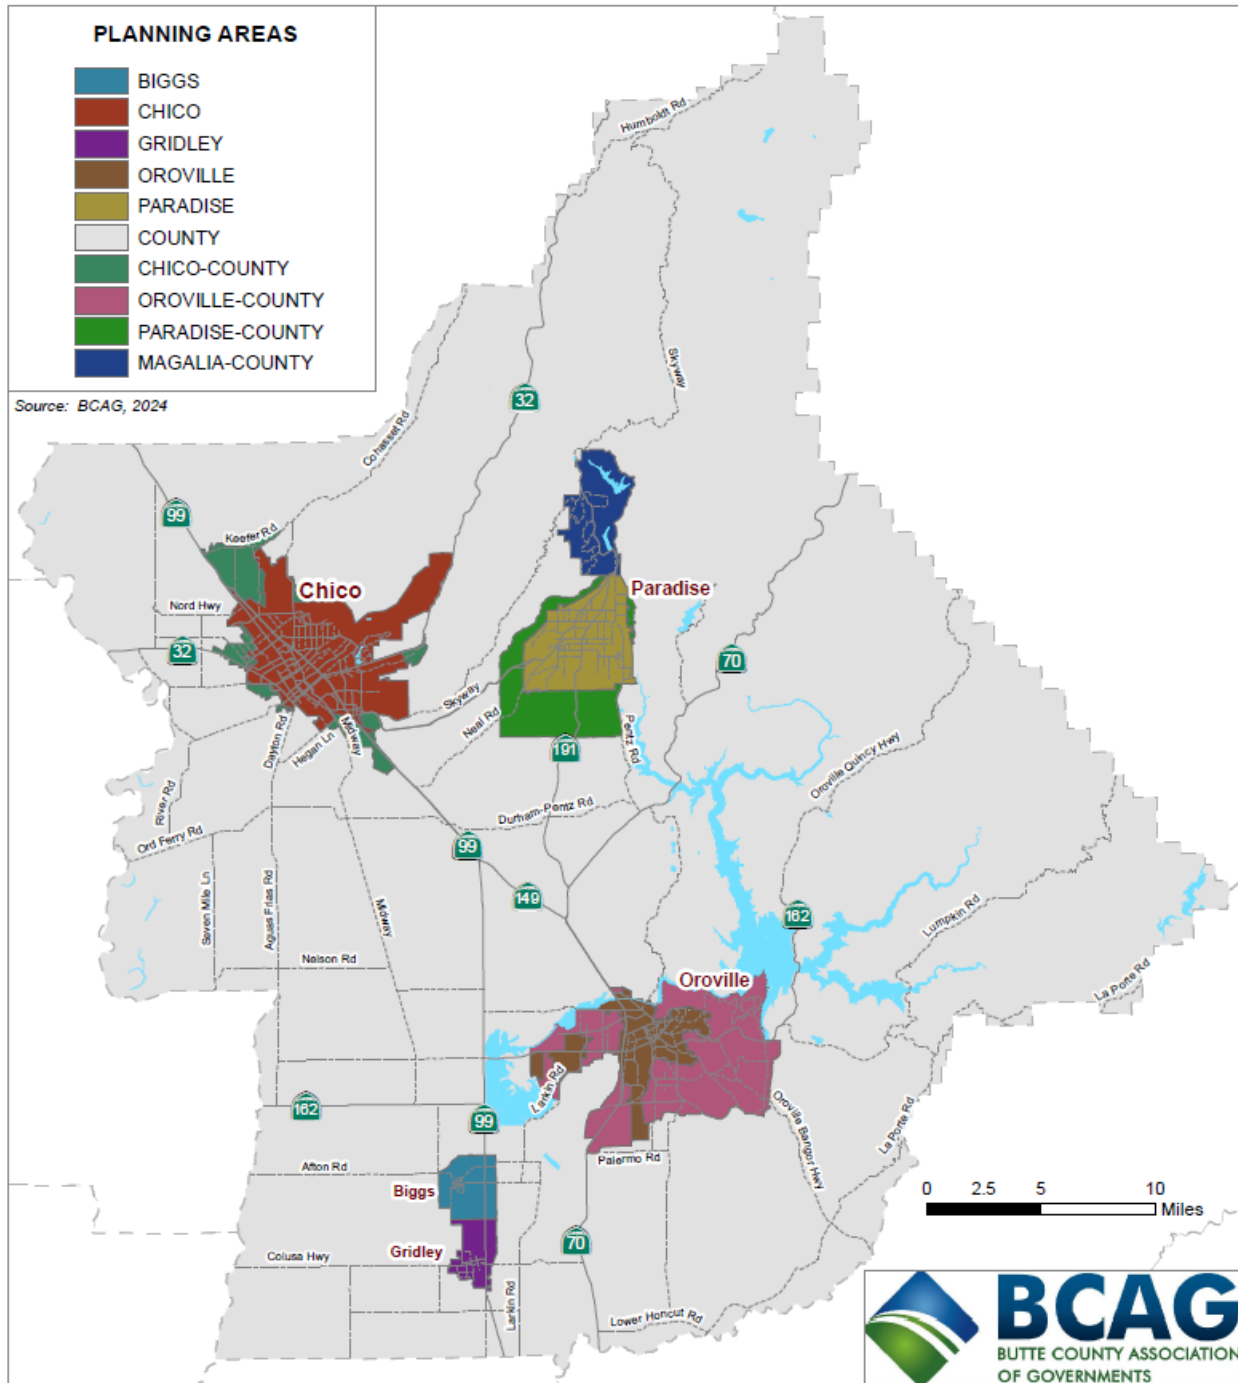 PLANNING AREAS
BIGGS
CHICO
GRIDLEY
OROVILLE
PARADISE
COUNTY
CHICO-COUNTY
OROVILLE-COUNTY
PARADISE-COUNTY
MAGALIA-COUNTY
Source: BCAG, 2024
Humboldt Rd
Skyway
32
Cohasset Rd
99
Keefer Rd
Chico
Paradise
Nord Hwy
32
70
Skyway
Neal Rd
Pentz Rd
Dayton Rd
Hegan Ln
Midway
191
Oroville Quincy Hwy
River Rd
Durham-Pentz Rd
Ord Ferry Rd
99
149
Seven Mile Ln
Aguas Frias Rd
Midway
162
Lumpkin Rd
Nelson Rd
Oroville
La Porte Rd
Larkin Rd
162
99
Oroville Bangor Hwy
La Porte Rd
Afton Rd
Palermo Rd
Biggs
0 2.5 5 10
Miles
70
Gridley
Colusa Hwy
Larkin Rd
Lower Honcut Rd
BCAG
BUTTE COUNTY ASSOCIATION
OF GOVERNMENTS